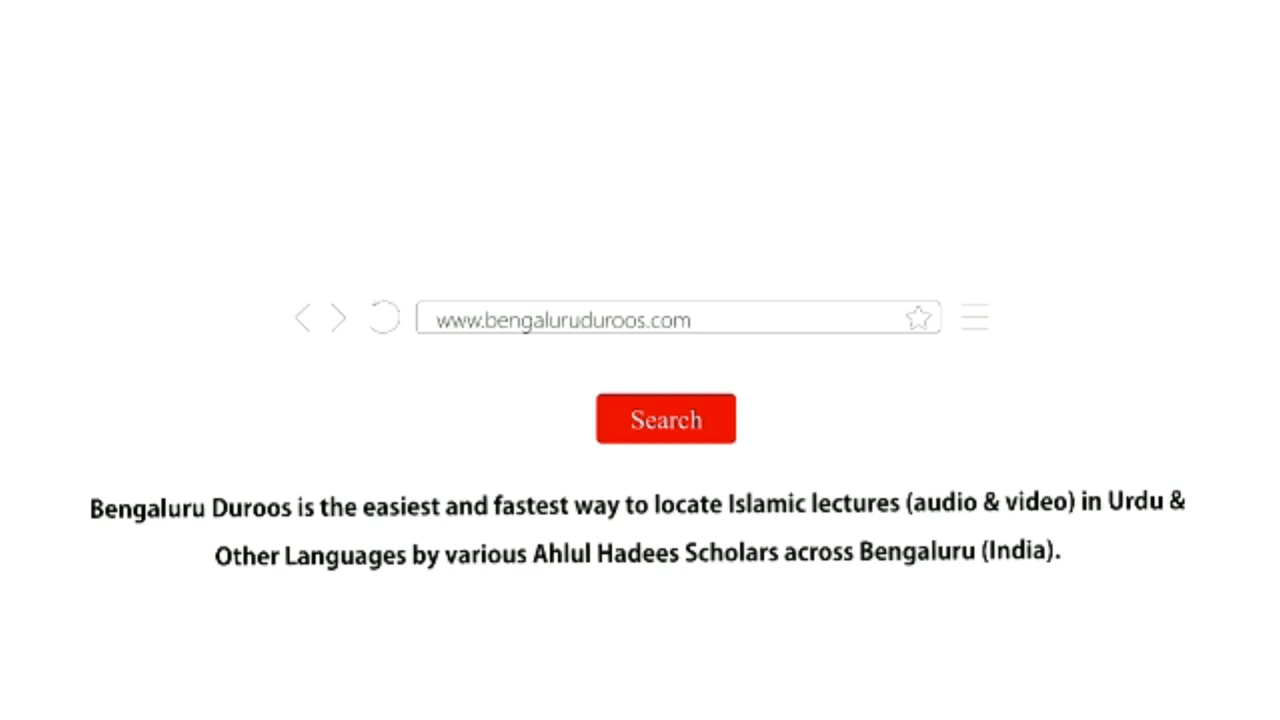 www.bengaluruduroos.com
Search
Bengaluru Duroos is the easiest and fastest way to locate Islamic lectures (audio & video) in Urdu &
Other Languages by various Ahlul Hadees Scholars across Bengaluru (India).